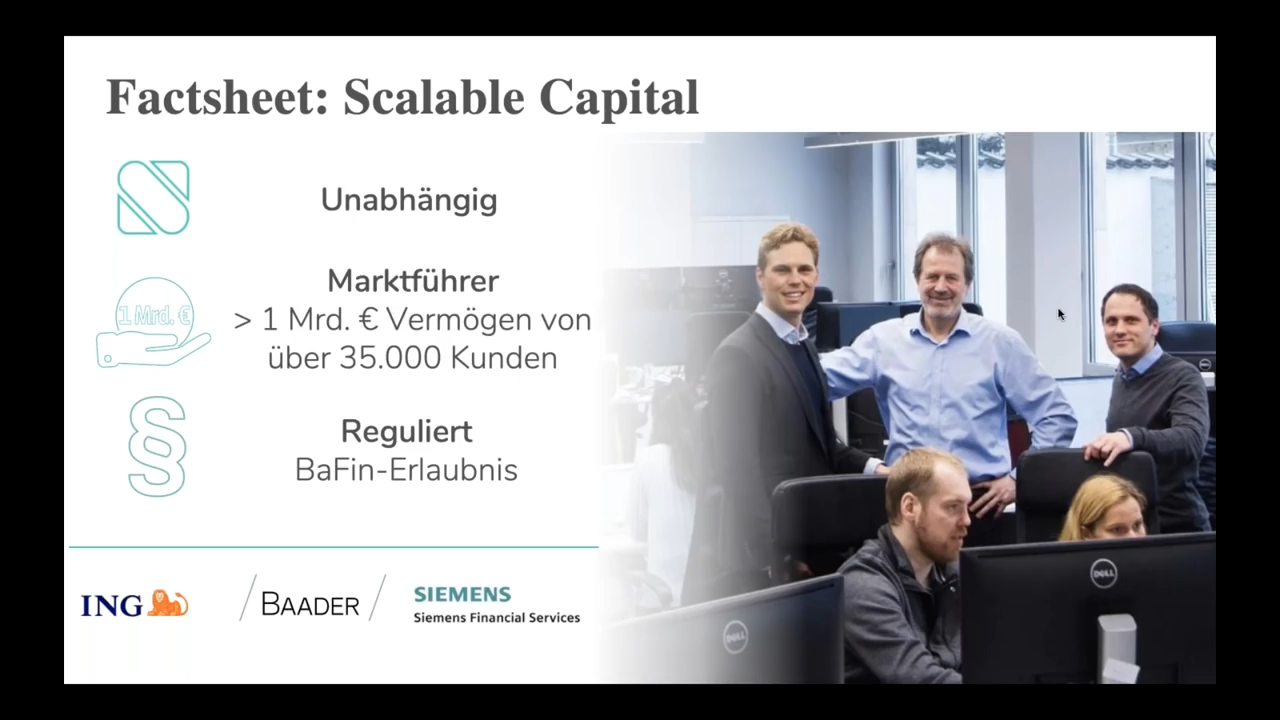 Factsheet: Scalable Capital
Unabhängig
1 Mrd. €
Marktführer
> 1 Mrd. € Vermögen von
über 35.000 Kunden
§
Reguliert
BaFin-Erlaubnis
ING
BAADER
SIEMENS
Siemens Financial Services
DELL
DELL